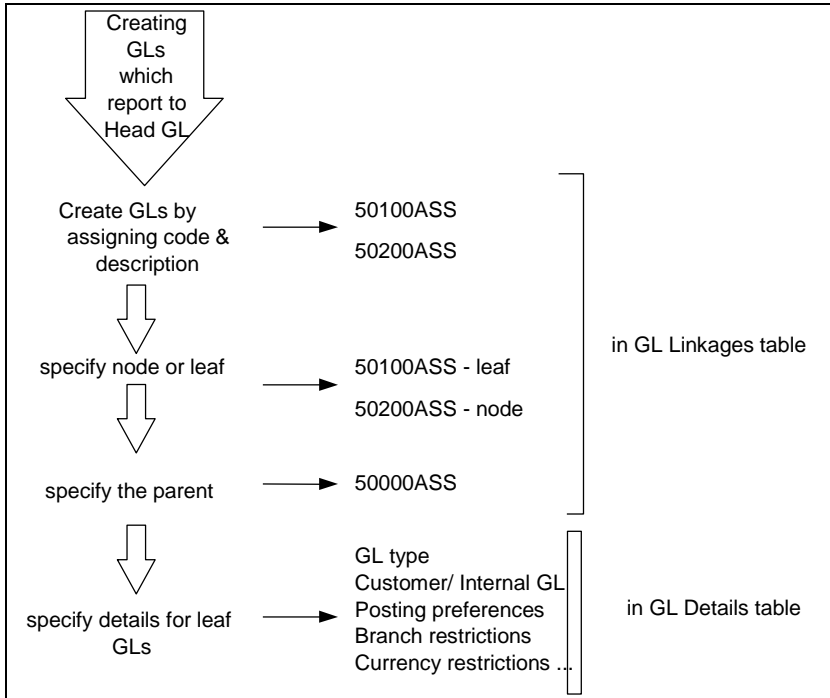 Creating
GLs
which
report to
Head GL
Create GLs by
assigning code &
description
50100ASS
50200ASS
specify node or leaf
50100ASS - leaf
50200ASS - node
in GL Linkages table
specify the parent
50000ASS
specify details for leaf
GLs
GL type
Customer/ Internal GL
Posting preferences
Branch restrictions
Currency restrictions ...
in GL Details table